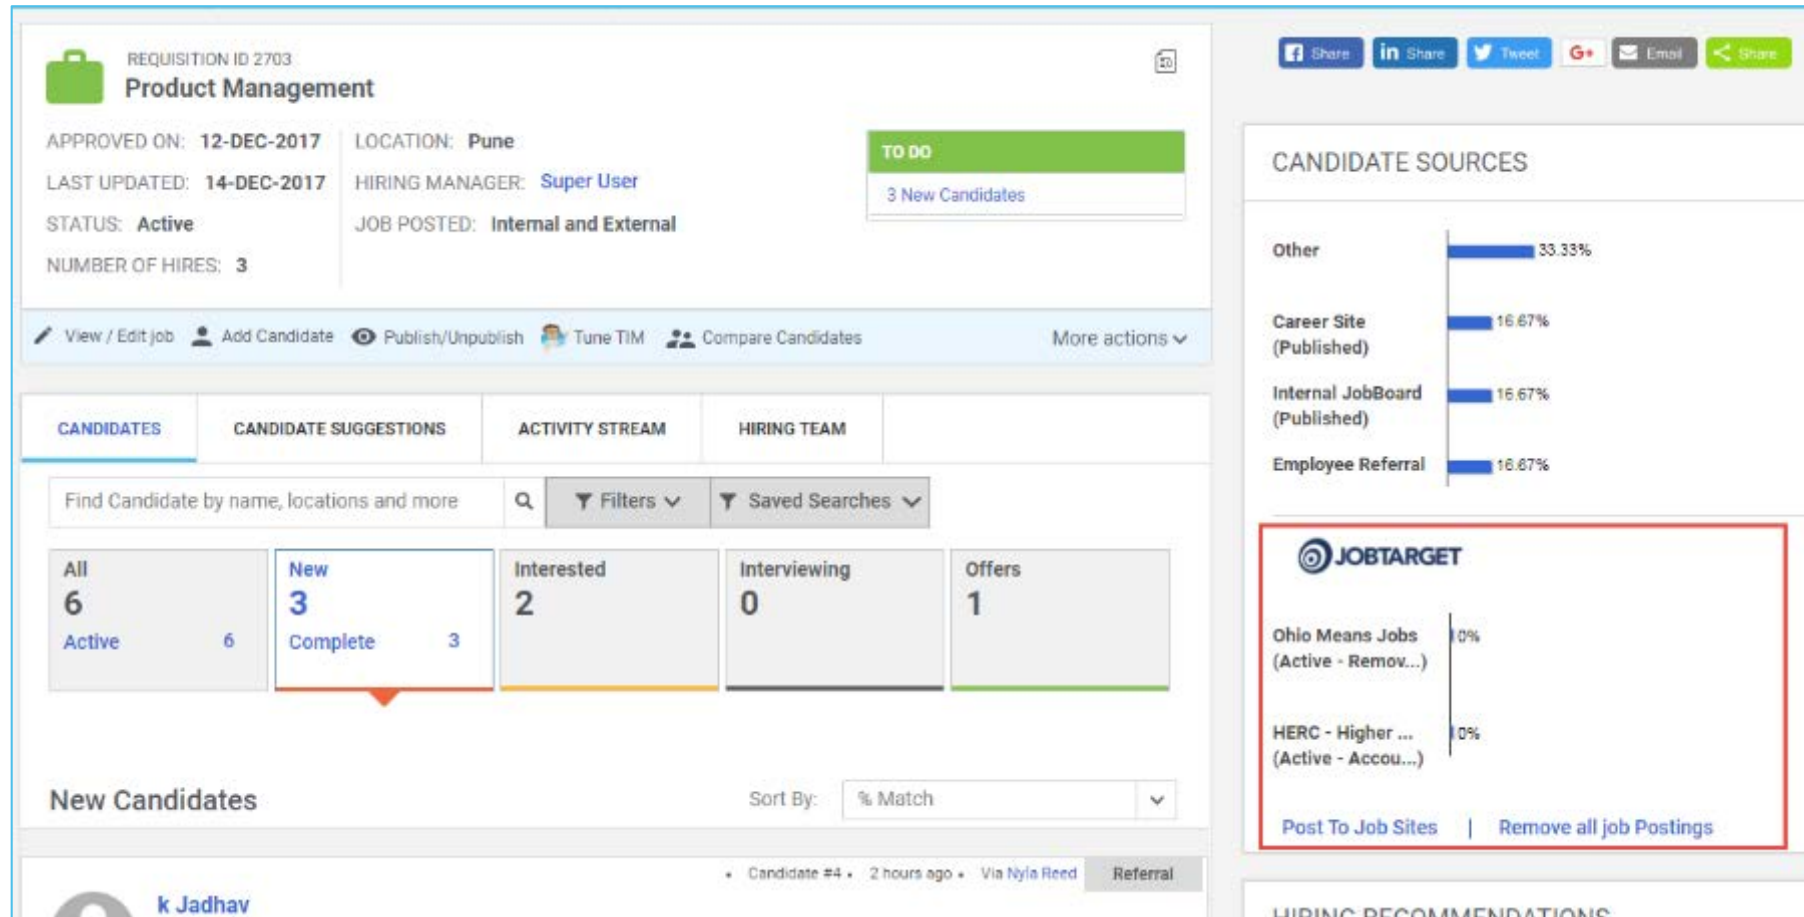 REQUISITION ID 2703
Product Management
APPROVED ON: 12-DEC-2017
LAST UPDATED: 14-DEC-2017
STATUS: Active
NUMBER OF HIRES: 3
LOCATION: Pune
HIRING MANAGER: Super User
JOB POSTED: Internal and External
TO DO
3 New Candidates
View / Edit job
Add Candidate
Publish/Unpublish
Tune TIM
Compare Candidates
More actions
CANDIDATES
CANDIDATE SUGGESTIONS
ACTIVITY STREAM
HIRING TEAM
Find Candidate by name, locations and more
Filters
Saved Searches
All
6
Active 6
New
3
Complete 3
Interested
2
Interviewing
0
Offers
1
New Candidates
Sort By: % Match
• Candidate #4 • 2 hours ago • Via Nyla Reed
Referral
k Jadhav
f Share
in Share
Tweet
G+
Email
Share
CANDIDATE SOURCES
Other 33.33%
Career Site
(Published)
16.67%
Internal JobBoard
(Published)
16.67%
Employee Referral 16.67%
JOBTARGET
Ohio Means Jobs
(Active - Remov...)
0%
HERC - Higher ...
(Active - Accou...)
0%
Post To Job Sites | Remove all job Postings
HIRING RECOMMENDATIONS